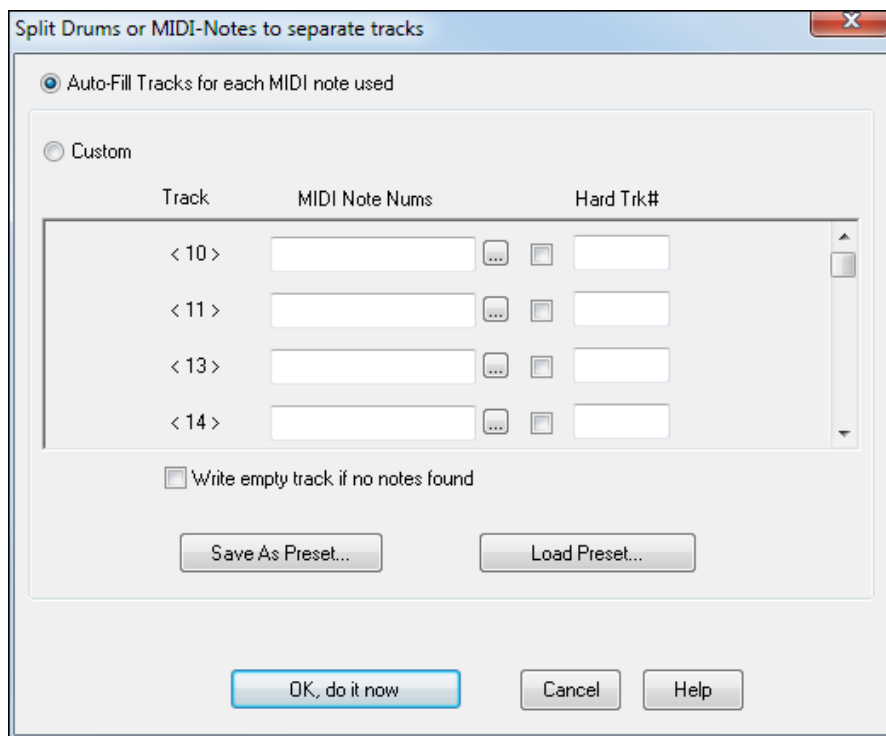 Split Drums or MIDI-Notes to separate tracks
Auto-Fill Tracks for each MIDI note used
Custom
Track MIDI Note Nums Hard Trk#
< 10 > ...
< 11 > ...
< 13 > ...
< 14 > ...
Write empty track if no notes found
Save As Preset... Load Preset...
OK, do it now Cancel Help